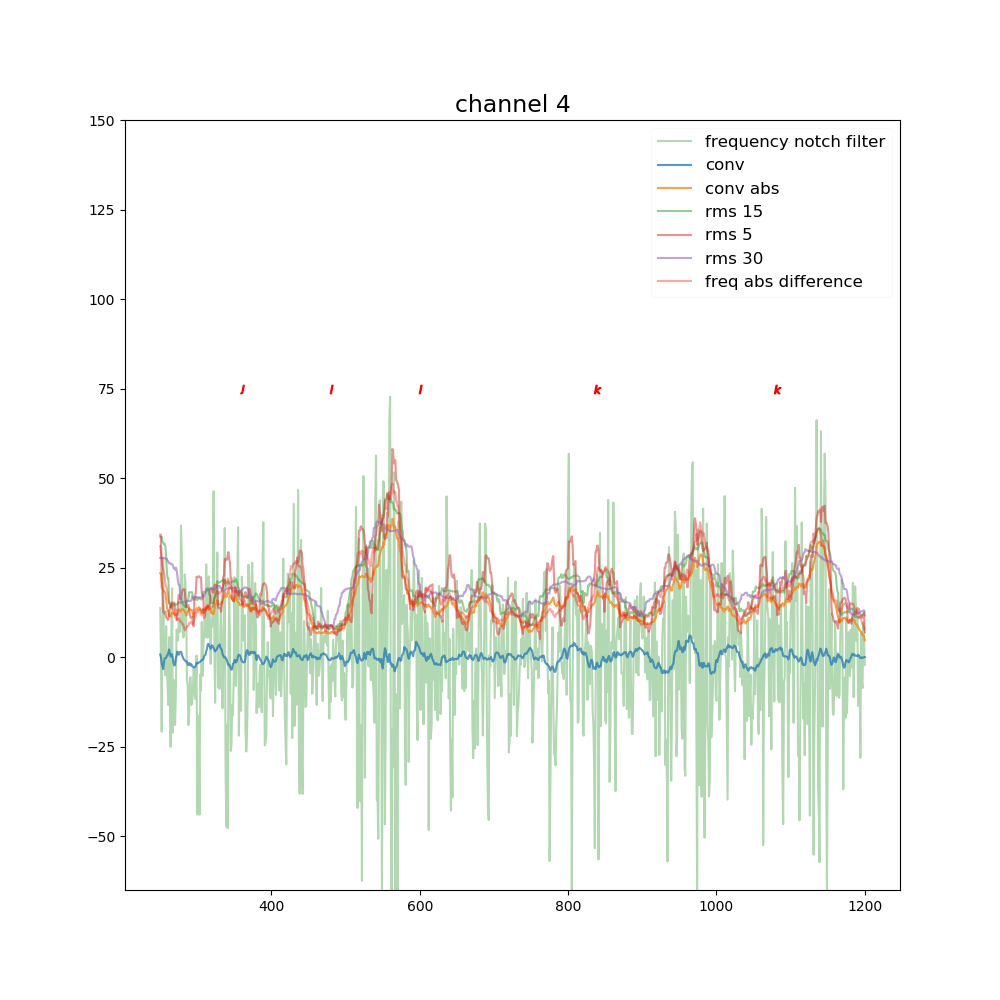 channel 4
150
frequency notch filter
conv
conv abs
rms 15
rms 5
rms 30
freq abs difference
125
100
75
J l l k k
50
25
0
−25
−50
400 600 800 1000 1200